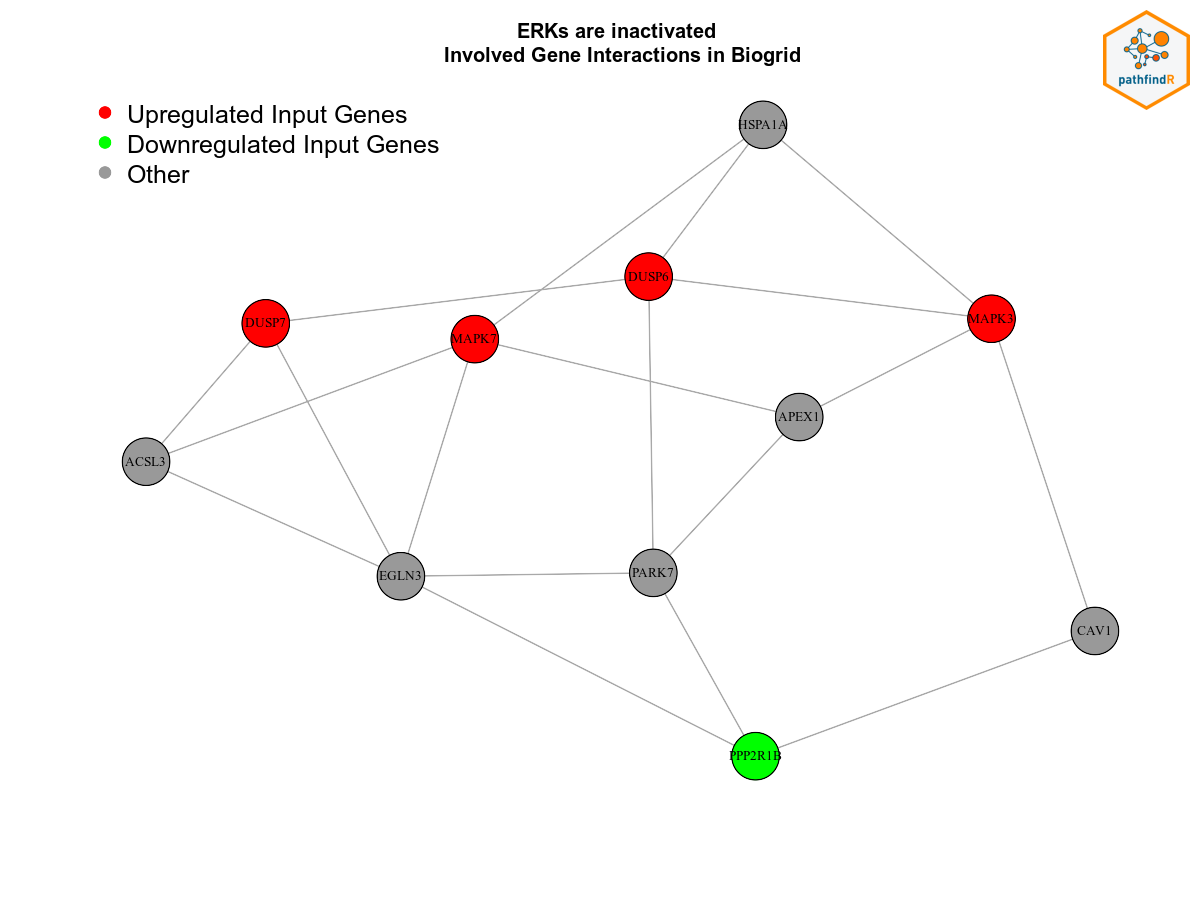 ERKs are inactivated
Involved Gene Interactions in Biogrid
pathfindR
Upregulated Input Genes
Downregulated Input Genes
Other
HSPA1A
DUSP6
DUSP7
MAPK7
MAPK3
APEX1
ACSL3
EGLN3
PARK7
CAV1
PPP2R1B